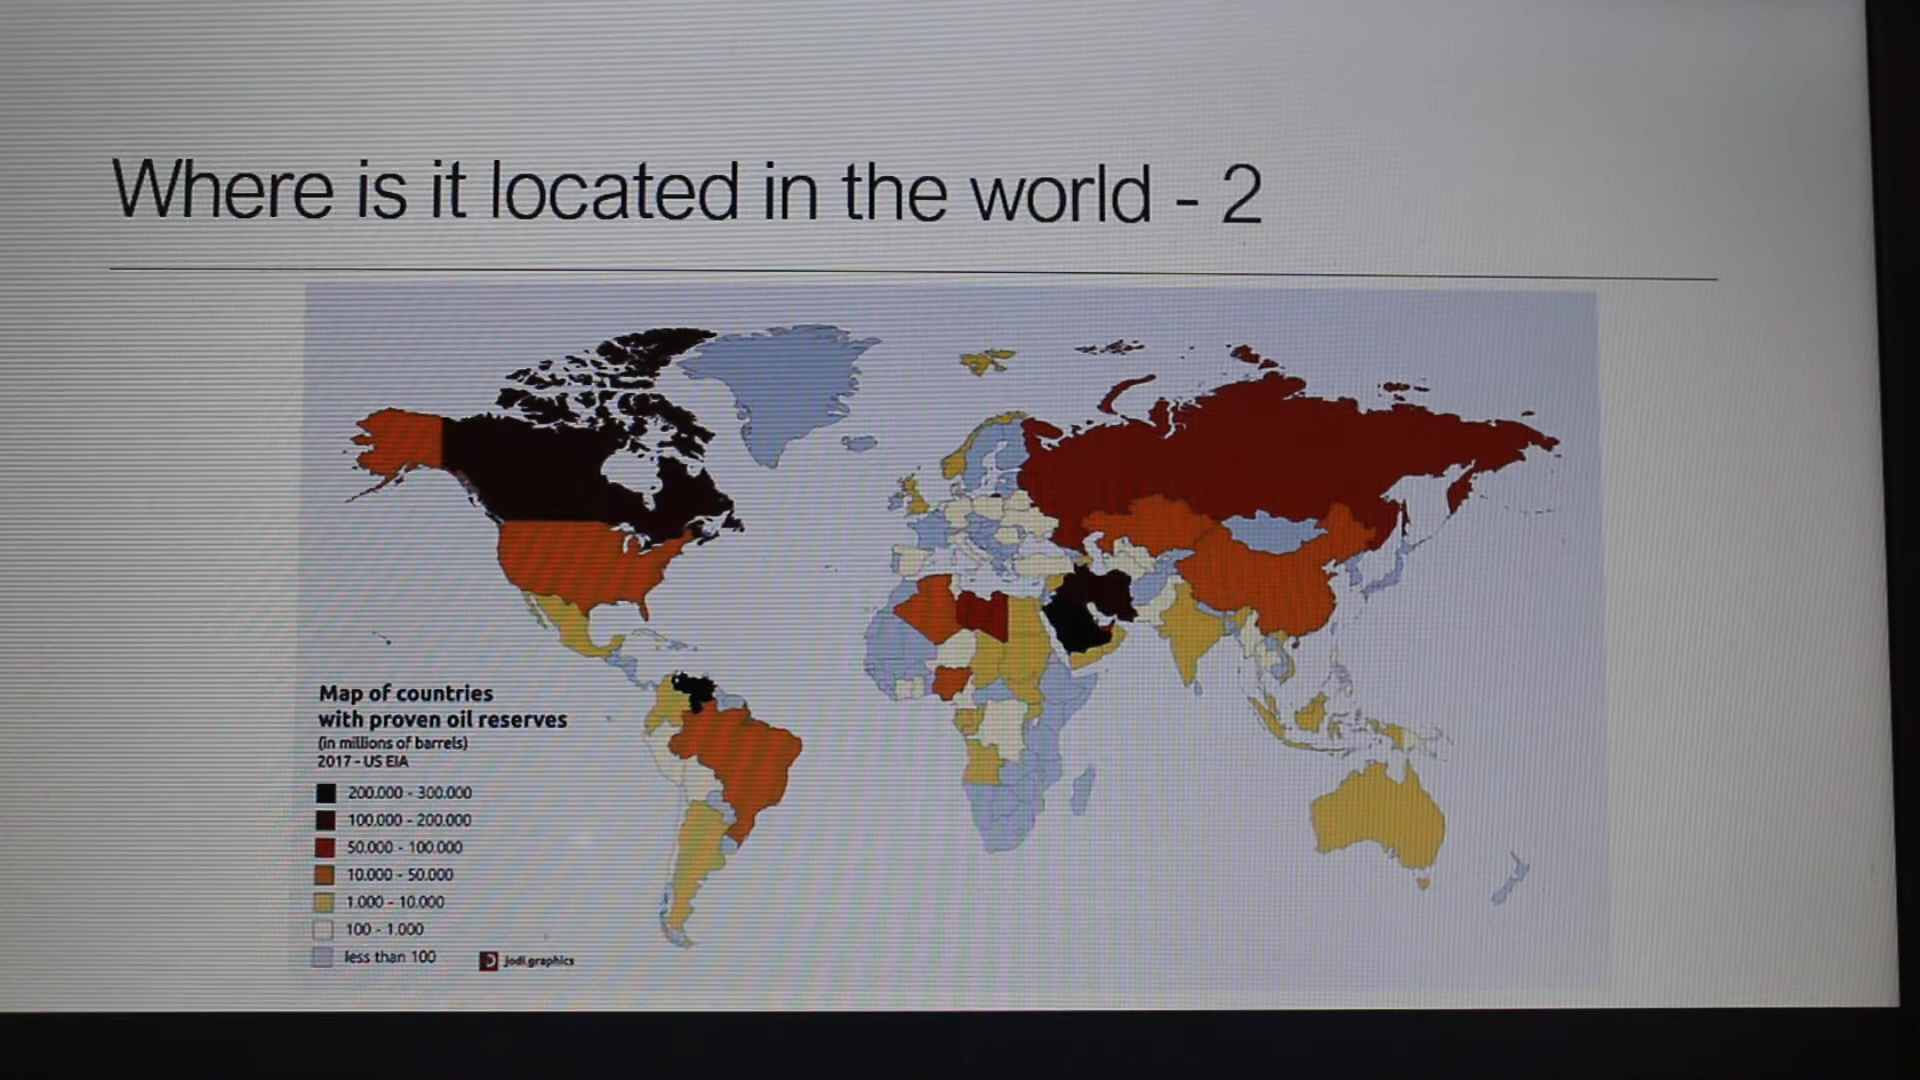 Where is it located in the world - 2
Map of countries
with proven oil reserves
(in millions of barrels)
2017 - US EIA
200.000 - 300.000
100.000 - 200.000
50.000 - 100.000
10.000 - 50.000
1.000 - 10.000
100 - 1.000
less than 100
jodi.graphics